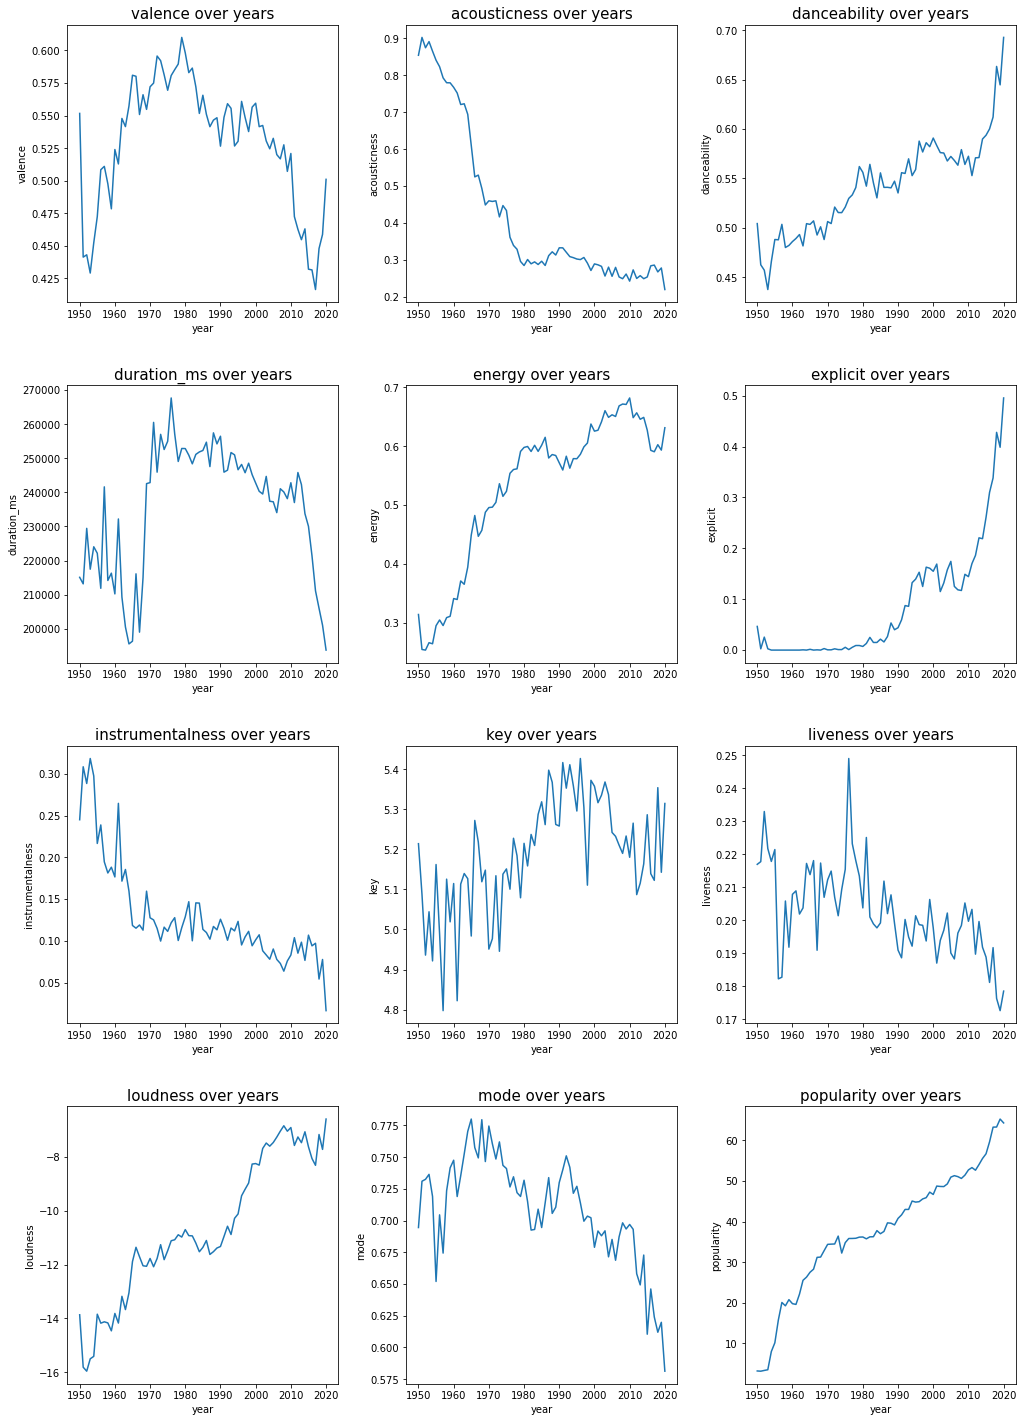 valence over years
acousticness over years
danceability over years
0.600
0.575
0.550
0.525
0.500
0.475
0.450
0.425
valence
1950 1960 1970 1980 1990 2000 2010 2020
year
0.9
0.8
0.7
0.6
0.5
0.4
0.3
0.2
acousticness
1950 1960 1970 1980 1990 2000 2010 2020
year
0.70
0.65
0.60
0.55
0.50
0.45
danceability
1950 1960 1970 1980 1990 2000 2010 2020
year
duration_ms over years
energy over years
explicit over years
270000
260000
250000
240000
230000
220000
210000
200000
duration_ms
1950 1960 1970 1980 1990 2000 2010 2020
year
0.7
0.6
0.5
0.4
0.3
energy
1950 1960 1970 1980 1990 2000 2010 2020
year
0.5
0.4
0.3
0.2
0.1
0.0
explicit
1950 1960 1970 1980 1990 2000 2010 2020
year
instrumentalness over years
key over years
liveness over years
0.30
0.25
0.20
0.15
0.10
0.05
instrumentalness
1950 1960 1970 1980 1990 2000 2010 2020
year
5.4
5.3
5.2
5.1
5.0
4.9
4.8
key
1950 1960 1970 1980 1990 2000 2010 2020
year
0.25
0.24
0.23
0.22
0.21
0.20
0.19
0.18
0.17
liveness
1950 1960 1970 1980 1990 2000 2010 2020
year
loudness over years
mode over years
popularity over years
−8
−10
−12
−14
−16
loudness
1950 1960 1970 1980 1990 2000 2010 2020
year
0.775
0.750
0.725
0.700
0.675
0.650
0.625
0.600
0.575
mode
1950 1960 1970 1980 1990 2000 2010 2020
year
60
50
40
30
20
10
popularity
1950 1960 1970 1980 1990 2000 2010 2020
year